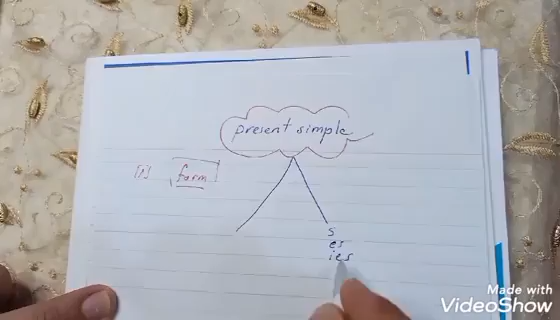 present simple
[1] form
s
es
ies
Made with
VideoShow